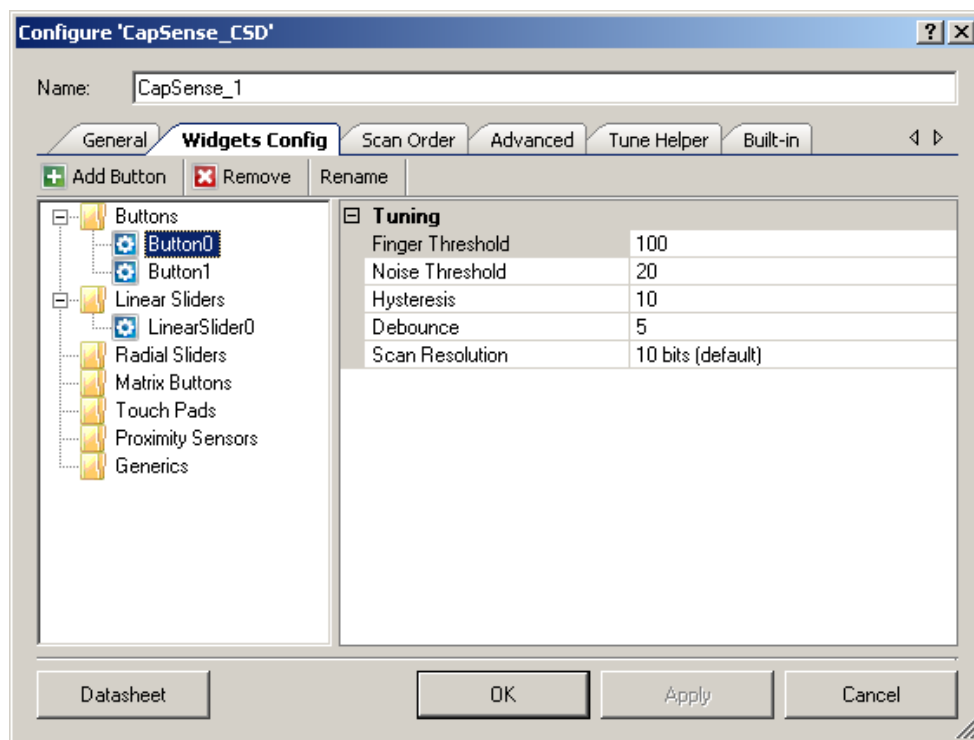 Configure 'CapSense_CSD'
Name: CapSense_1
General Widgets Config Scan Order Advanced Tune Helper Built-in
Add Button Remove Rename
Buttons
Button0
Button1
Linear Sliders
LinearSlider0
Radial Sliders
Matrix Buttons
Touch Pads
Proximity Sensors
Generics
Tuning
Finger Threshold 100
Noise Threshold 20
Hysteresis 10
Debounce 5
Scan Resolution 10 bits (default)
Datasheet OK Apply Cancel